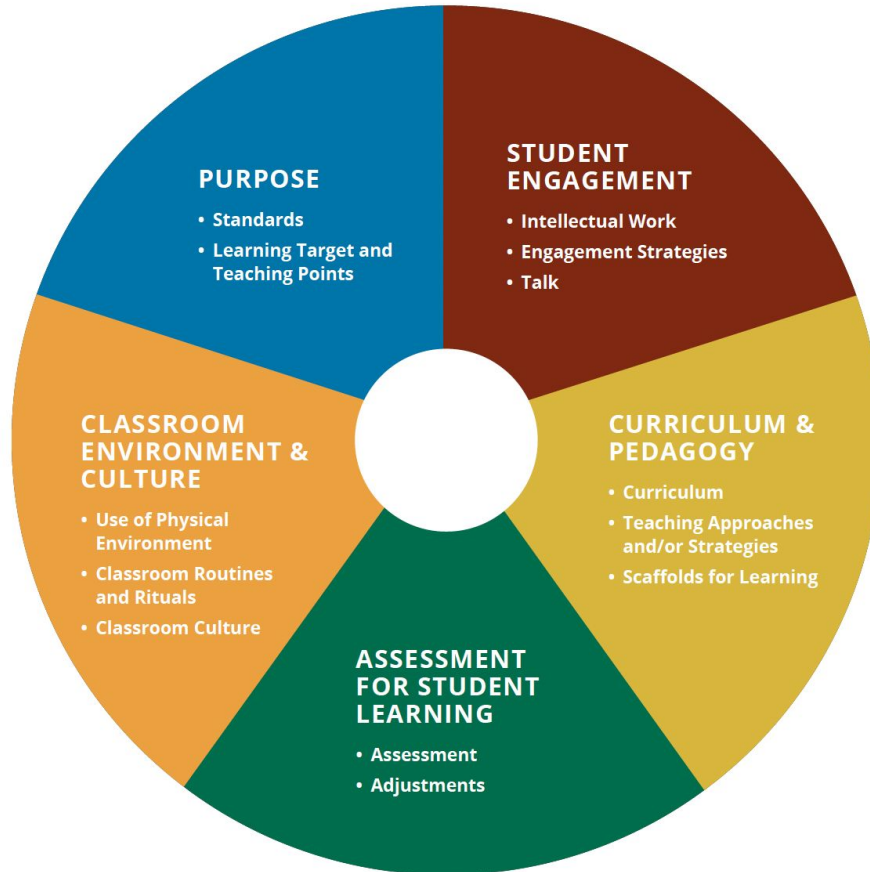 PURPOSE
• Standards
• Learning Target and
Teaching Points
STUDENT
ENGAGEMENT
• Intellectual Work
• Engagement Strategies
• Talk
CURRICULUM &
PEDAGOGY
• Curriculum
• Teaching Approaches
and/or Strategies
• Scaffolds for Learning
ASSESSMENT
FOR STUDENT
LEARNING
• Assessment
• Adjustments
CLASSROOM
ENVIRONMENT &
CULTURE
• Use of Physical
Environment
• Classroom Routines
and Rituals
• Classroom Culture